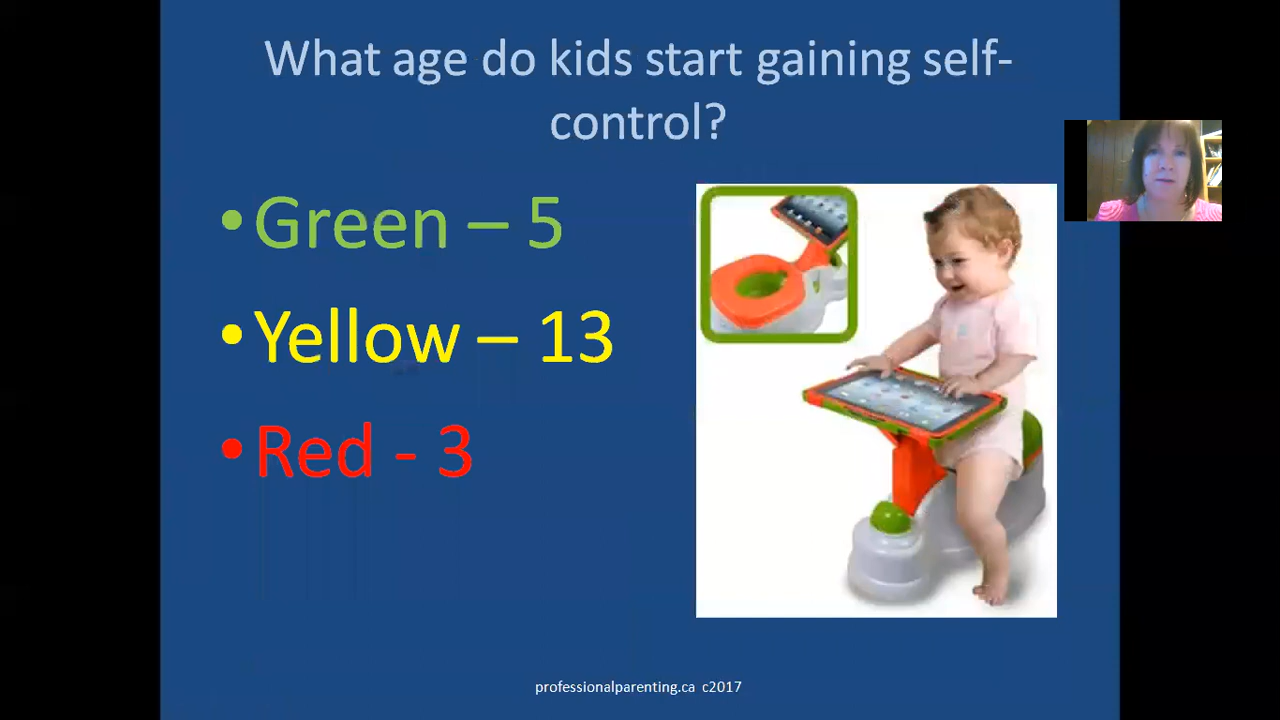 What age do kids start gaining self-
control?
•Green – 5
•Yellow – 13
•Red - 3
professionalparenting.ca c2017